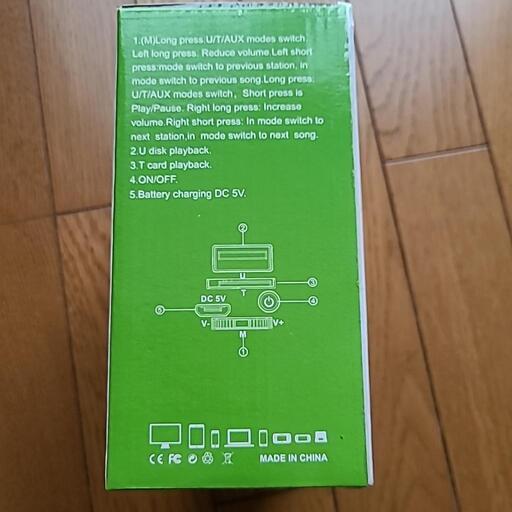 1.(M)Long press:U/T/AUX modes switch.
Left long press: Reduce volume.Left short
press:mode switch to previous station, in
mode switch to previous song.Long press:
U/T/AUX modes switch, Short press is
Play/Pause. Right long press: Increase
volume.Right short press: In mode switch to
next station,in mode switch to next song.
2.U disk playback.
3.T card playback.
4.ON/OFF.
5.Battery charging DC 5V.
②
U
③
T
DC 5V
④
⑤
V-
V+
M
①
CE FC
MADE IN CHINA